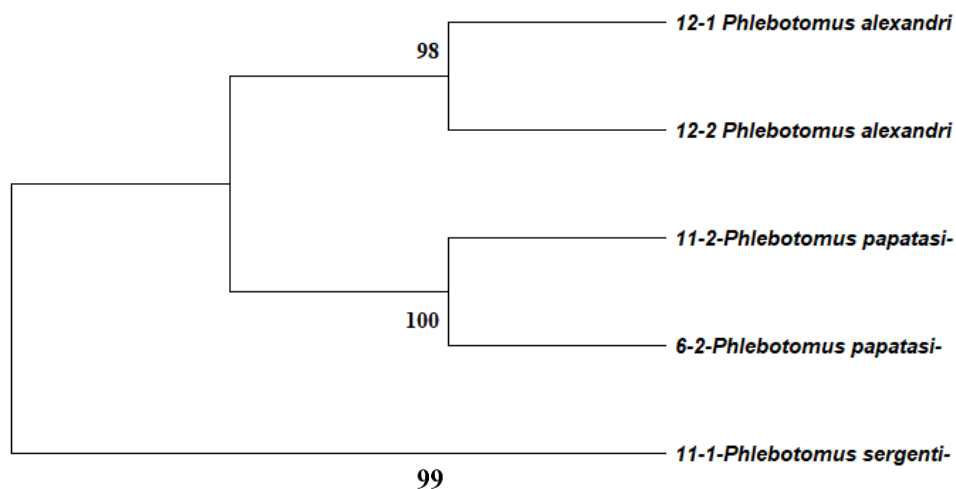 12-1 Phlebotomus alexandri
98
12-2 Phlebotomus alexandri
11-2-Phlebotomus papatasi-
100
6-2-Phlebotomus papatasi-
11-1-Phlebotomus sergenti-
99